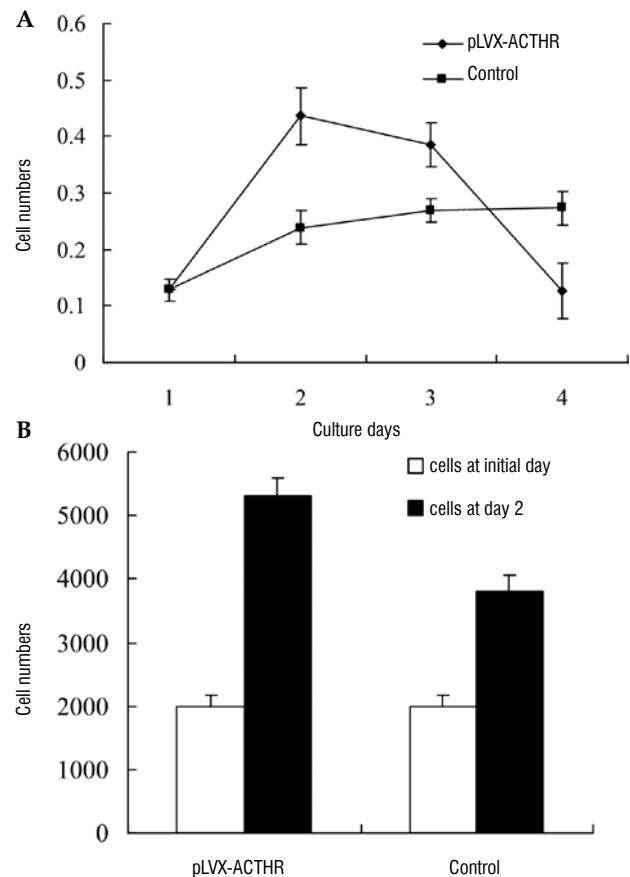 A
0.6
0.5
0.4
0.3
0.2
0.1
0
Cell numbers
pLVX-ACTHR
Control
1 2 3 4
Culture days
B
6000
5000
4000
3000
2000
1000
0
Cell numbers
cells at initial day
cells at day 2
pLVX-ACTHR Control